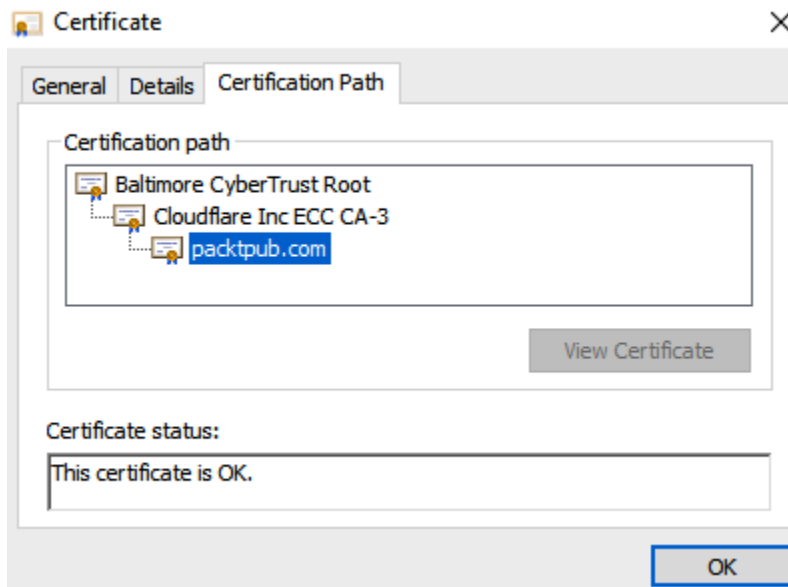 Certificate
General Details Certification Path
Certification path
Baltimore CyberTrust Root
Cloudflare Inc ECC CA-3
packtpub.com
View Certificate
Certificate status:
This certificate is OK.
OK